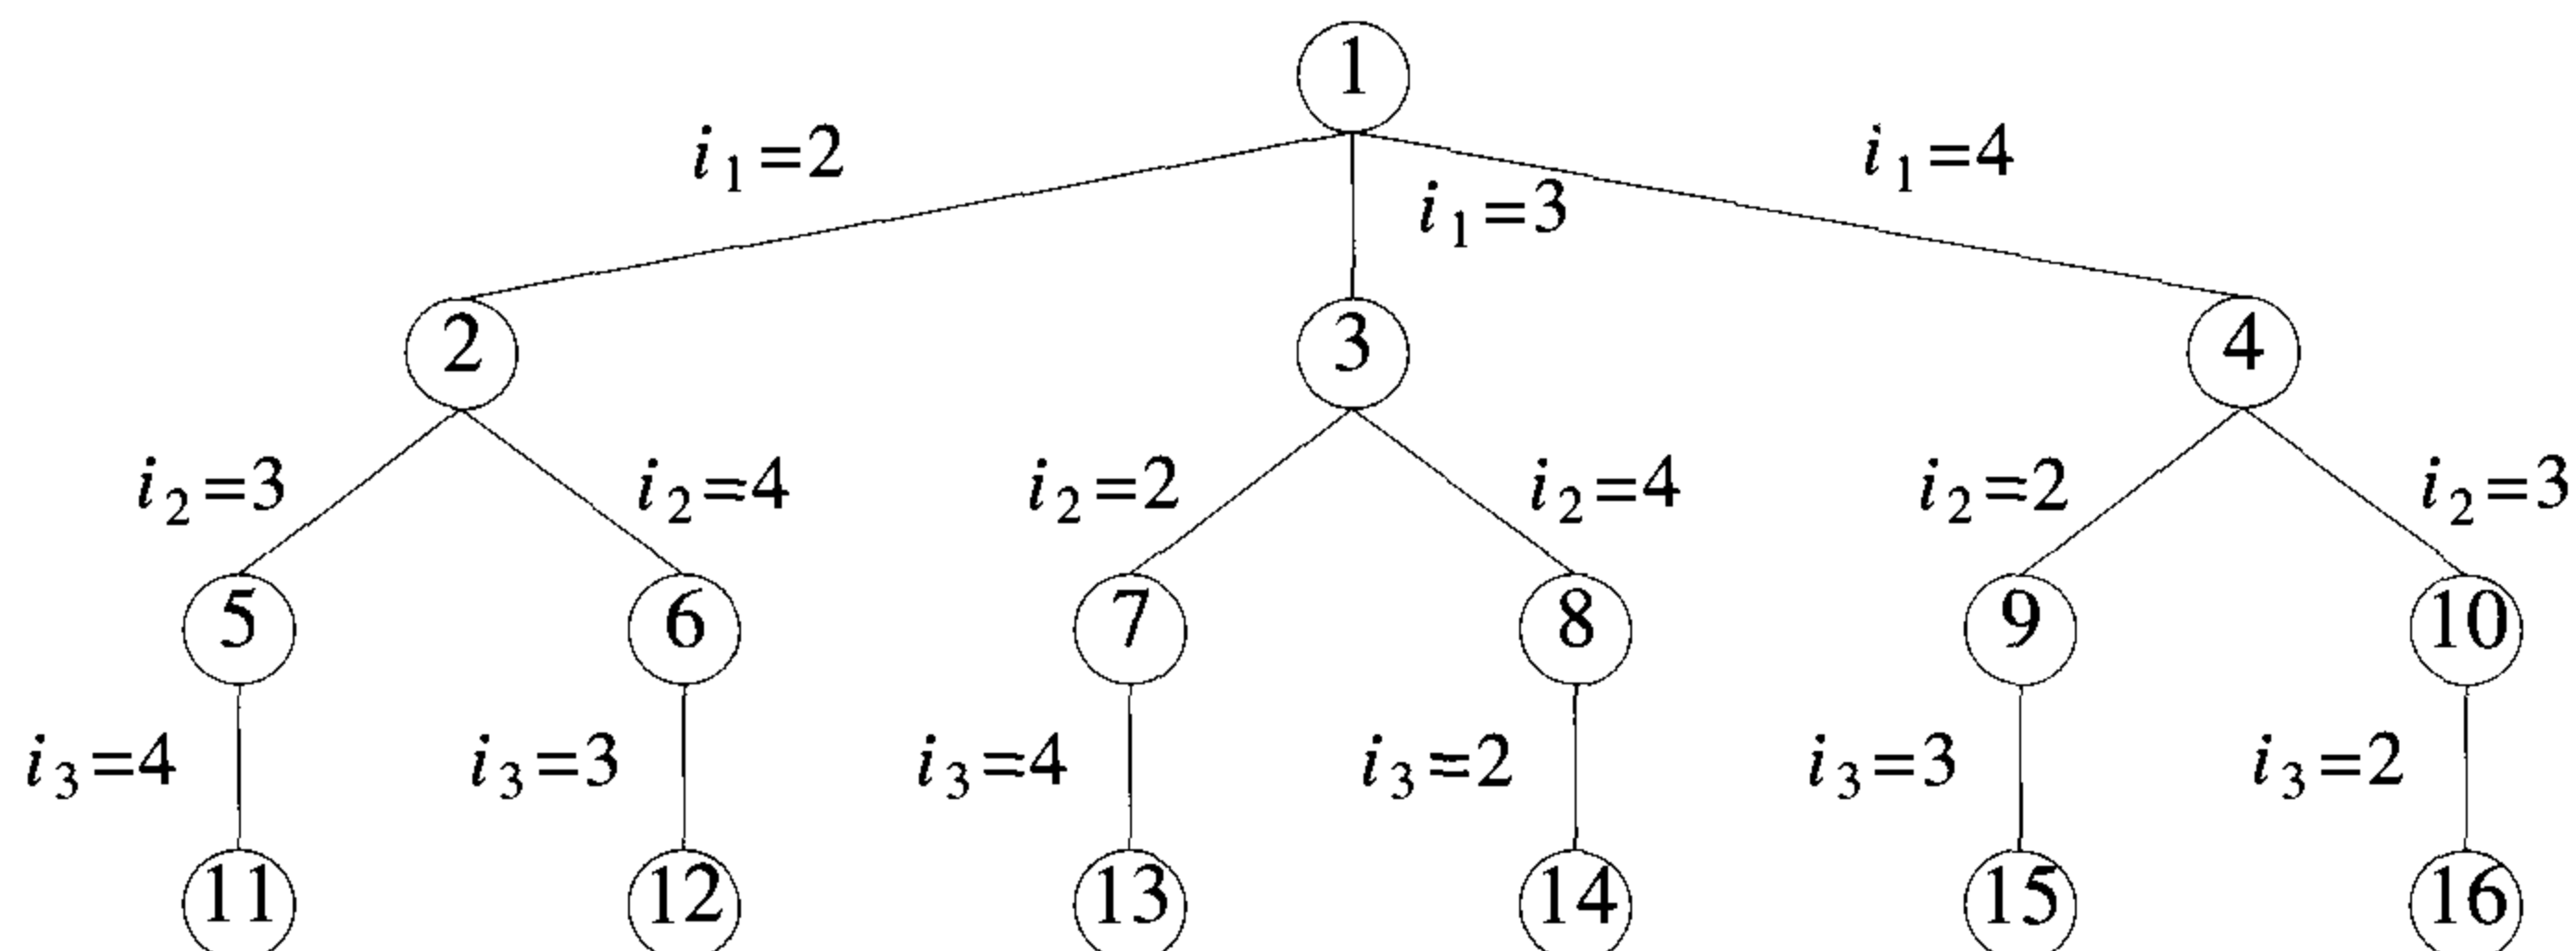 1
i₁=2 i₁=3 i₁=4
2 3 4
i₂=3 i₂=4 i₂=2 i₂=4 i₂=2 i₂=3
5 6 7 8 9 10
i₃=4 i₃=3 i₃=4 i₃=2 i₃=3 i₃=2
11 12 13 14 15 16